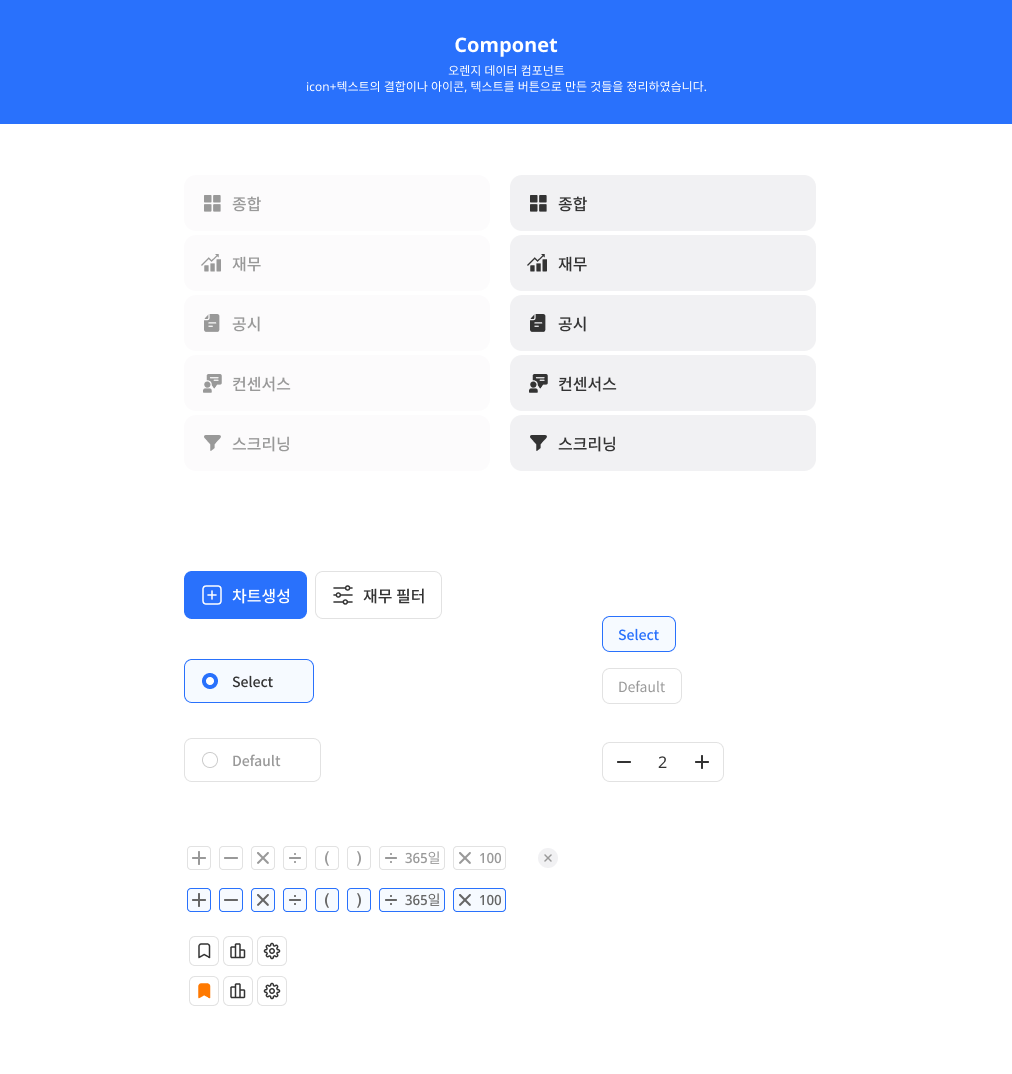 Componet
오렌지 데이터 컴포넌트
icon+텍스트의 결합이나 아이콘, 텍스트를 버튼으로 만든 것들을 정리하였습니다.
종합 종합
재무 재무
공시 공시
컨센서스 컨센서스
스크리닝 스크리닝
차트생성 재무 필터
Select
Select
Default
Default
2
+ − × ÷ ( ) ÷ 365일 × 100 ×
+ − × ÷ ( ) ÷ 365일 × 100